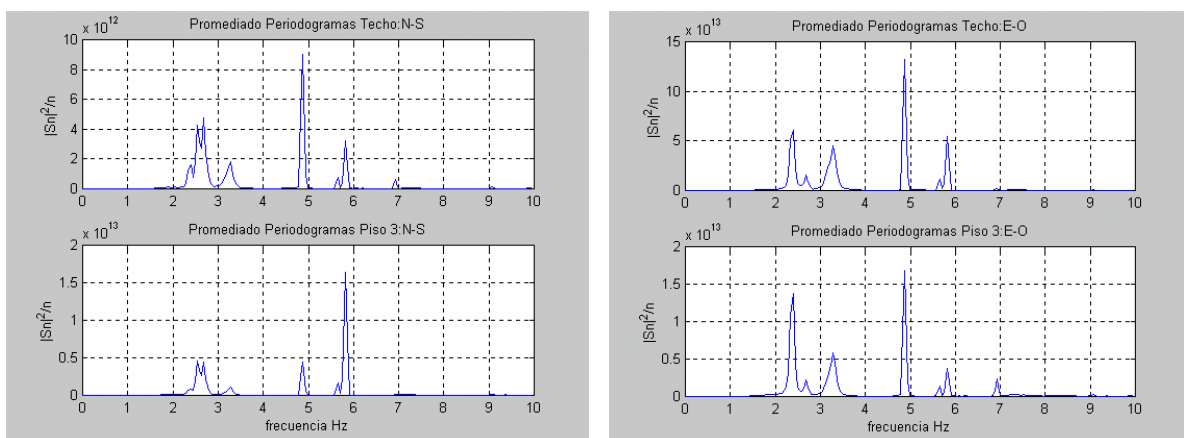 x 10^12
Promediado Periodogramas Techo:N-S
10
8
6
4
2
0
|Sn|^2/n
0 1 2 3 4 5 6 7 8 9 10
x 10^13
Promediado Periodogramas Piso 3:N-S
2
1.5
1
0.5
0
|Sn|^2/n
0 1 2 3 4 5 6 7 8 9 10
frecuencia Hz
x 10^13
Promediado Periodogramas Techo:E-O
15
10
5
0
|Sn|^2/n
0 1 2 3 4 5 6 7 8 9 10
x 10^13
Promediado Periodogramas Piso 3:E-O
2
1.5
1
0.5
0
|Sn|^2/n
0 1 2 3 4 5 6 7 8 9 10
frecuencia Hz